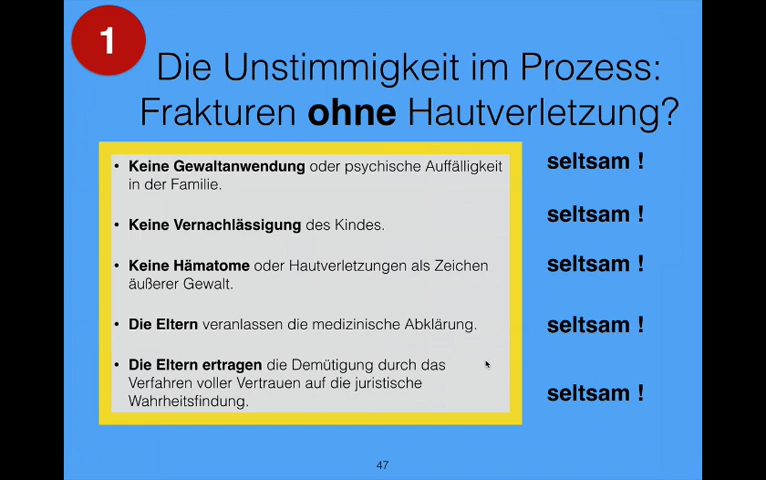 1
Die Unstimmigkeit im Prozess:
Frakturen ohne Hautverletzung?
• Keine Gewaltanwendung oder psychische Auffälligkeit
in der Familie.
seltsam !
• Keine Vernachlässigung des Kindes.
seltsam !
• Keine Hämatome oder Hautverletzungen als Zeichen
äußerer Gewalt.
seltsam !
• Die Eltern veranlassen die medizinische Abklärung.
seltsam !
• Die Eltern ertragen die Demütigung durch das
Verfahren voller Vertrauen auf die juristische
Wahrheitsfindung.
seltsam !
47